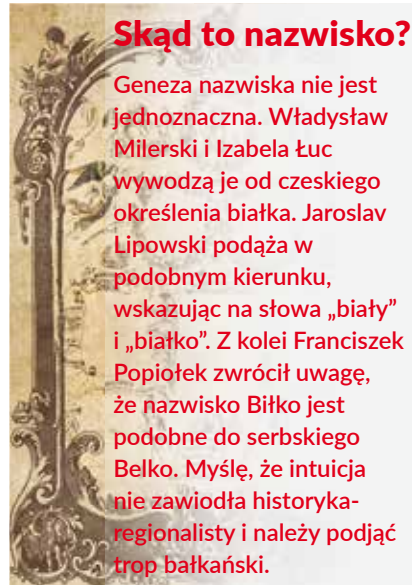 Skąd to nazwisko?
Geneza nazwiska nie jest
jednoznaczna. Władysław
Milerski i Izabela Łuc
wywodzą je od czeskiego
określenia białka. Jaroslav
Lipowski podąża w
podobnym kierunku,
wskazując na słowa „biały”
i „białko”. Z kolei Franciszek
Popiołek zwrócił uwagę,
że nazwisko Biłko jest
podobne do serbskiego
Belko. Myślę, że intuicja
nie zawiodła historyka-
regionalisty i należy podjąć
trop bałkański.